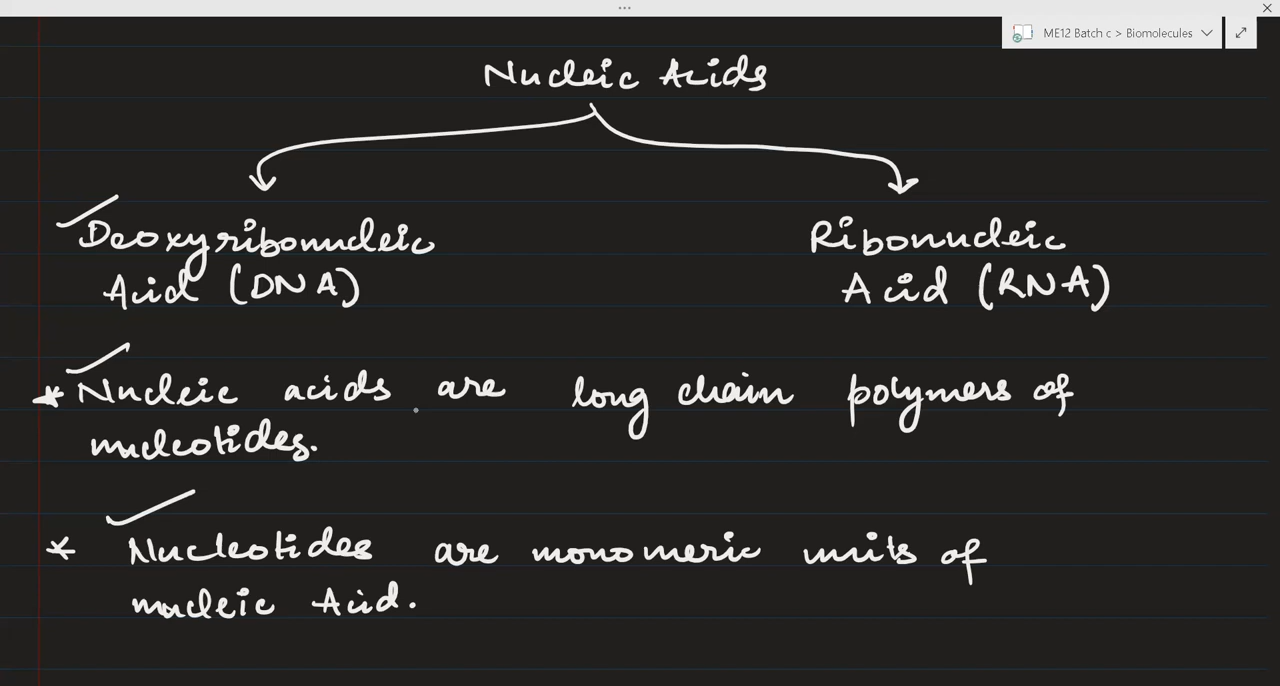 ME12 Batch c > Biomolecules
Nucleic Acids
Deoxyribonucleic
Acid (DNA)
Ribonucleic
Acid (RNA)
* Nucleic acids are long chain polymers of
nucleotides.
* Nucleotides are monomeric units of
nucleic Acid.